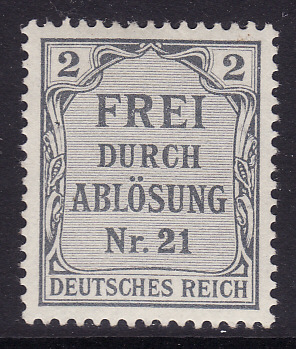 2 2
FREI
DURCH
ABLÖSUNG
Nr. 21
DEUTSCHES REICH